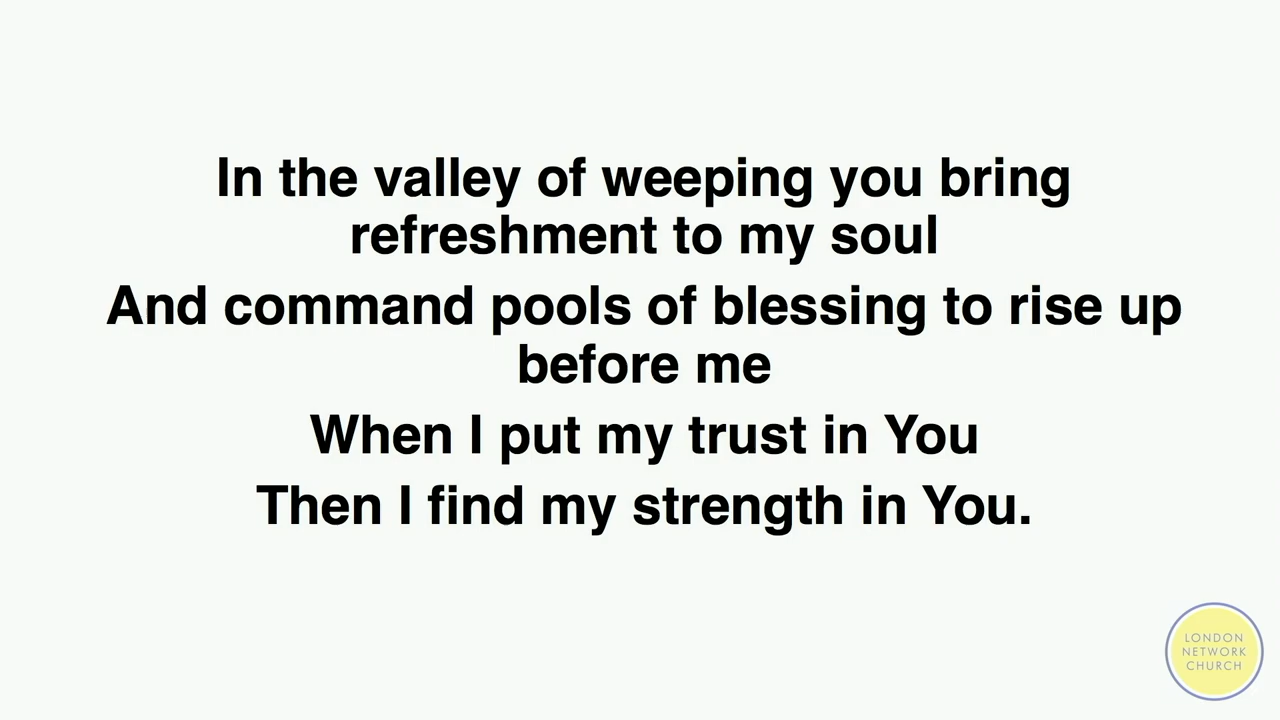 In the valley of weeping you bring
refreshment to my soul
And command pools of blessing to rise up
before me
When I put my trust in You
Then I find my strength in You.
LONDON
NETWORK
CHURCH